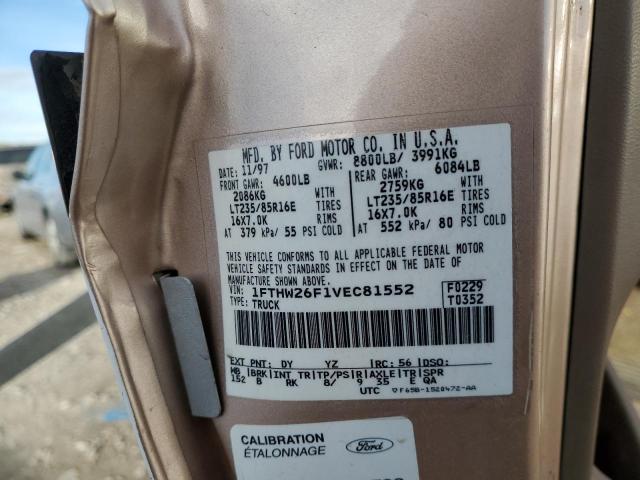 MFD. BY FORD MOTOR CO. IN U.S.A.
DATE: 11/97 GVWR: 8800LB/ 3991KG
FRONT GAWR: 4600LB REAR GAWR: 6084LB
2086KG WITH 2759KG WITH
LT235/85R16E TIRES LT235/85R16E TIRES
16X7.0K RIMS 16X7.0K RIMS
AT 379 kPa/ 55 PSI COLD AT 552 kPa/ 80 PSI COLD
THIS VEHICLE CONFORMS TO ALL APPLICABLE FEDERAL MOTOR
VEHICLE SAFETY STANDARDS IN EFFECT ON THE DATE OF
MANUFACTURE SHOWN ABOVE.
VIN: 1FTHW26F1VEC81552 F0229
TYPE: TRUCK T0352
EXT PNT: DY YZ RC: 56 DSO:
WB BRK INT TR TP/PS R AXLE TR SPR
152 B RK 8/ 9 35 E QA
UTC F65B-1520472-AA
CALIBRATION
ÉTALONNAGE
Ford